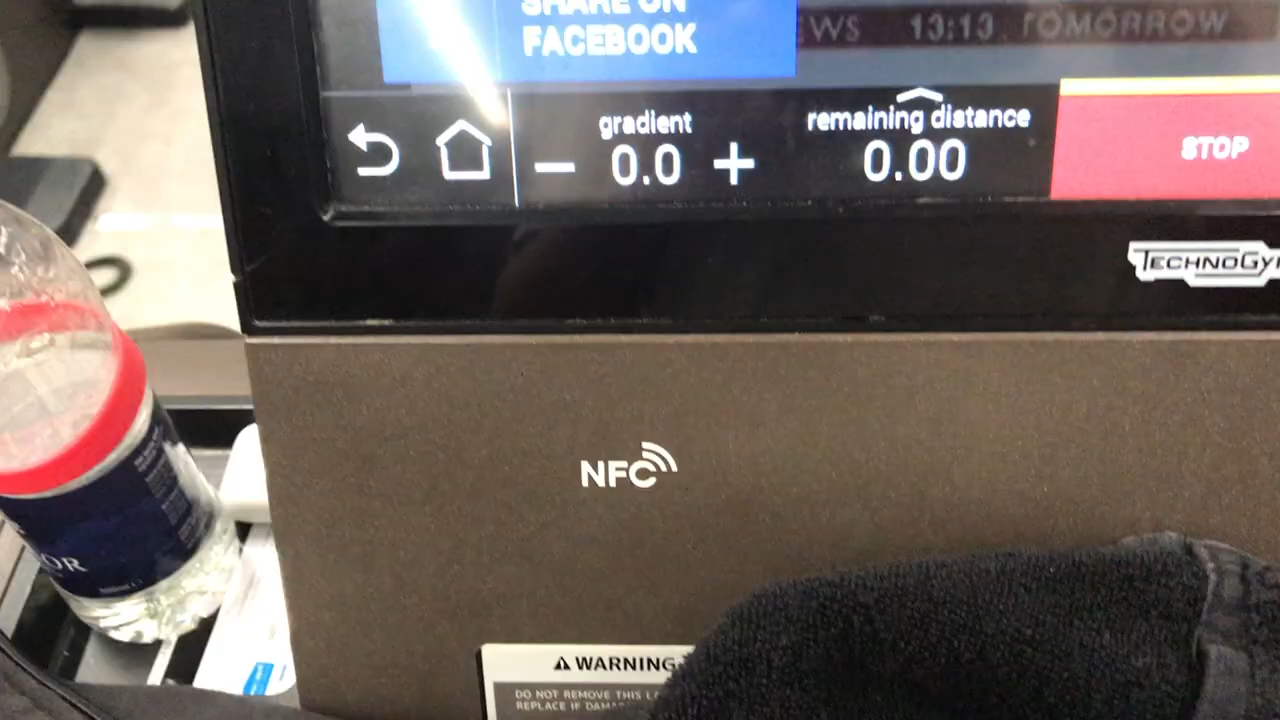 SHARE ON
FACEBOOK
EWS 13:13 TOMORROW
gradient
0.0
remaining distance
0.00
STOP
TECHNOGY
NFC
OR
WARNING
DO NOT REMOVE THIS
REPLACE IF